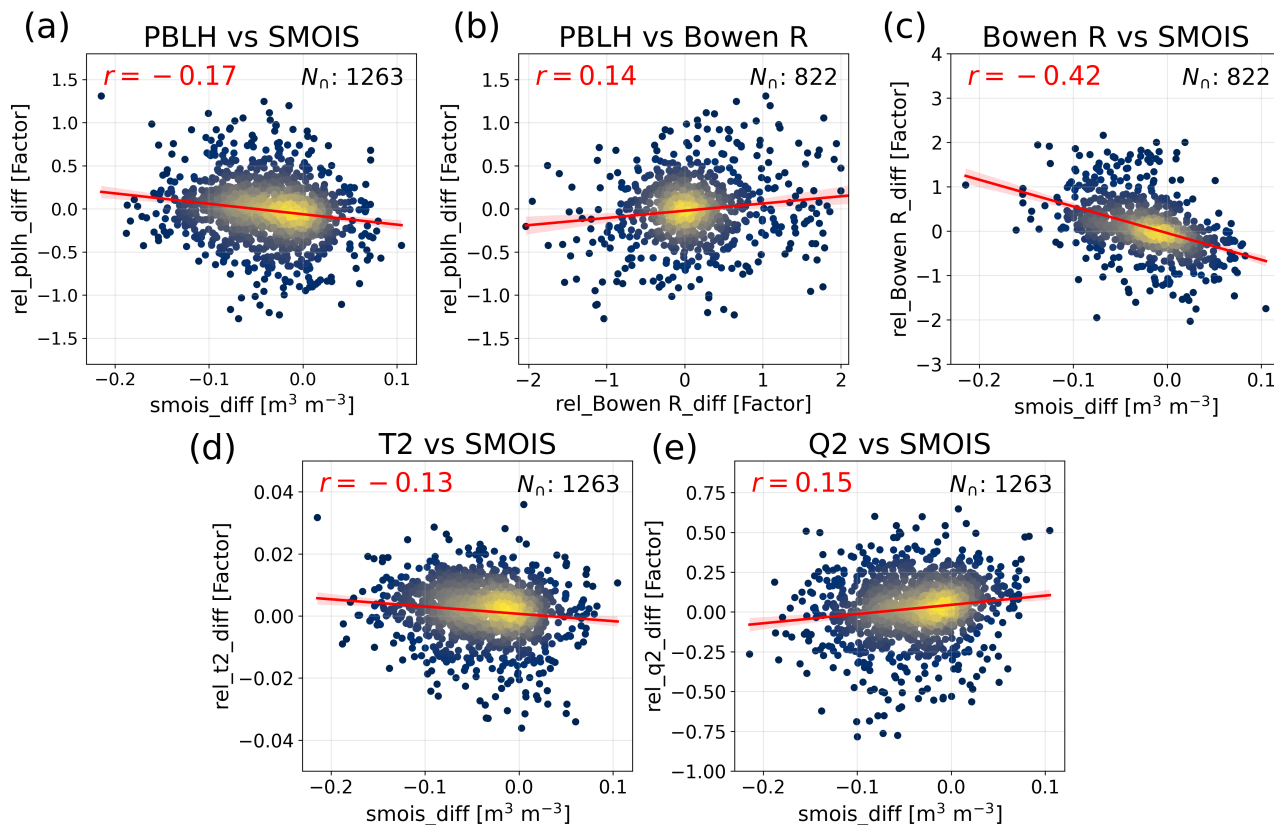 (a)
PBLH vs SMOIS
r = −0.17
N∩: 1263
1.5
1.0
0.5
0.0
−0.5
−1.0
−1.5
rel_pblh_diff [Factor]
−0.2
−0.1
0.0
0.1
smois_diff [m³ m⁻³]
(b)
PBLH vs Bowen R
r = 0.14
N∩: 822
1.5
1.0
0.5
0.0
−0.5
−1.0
−1.5
rel_pblh_diff [Factor]
−2
−1
0
1
2
rel_Bowen R_diff [Factor]
(c)
Bowen R vs SMOIS
r = −0.42
N∩: 822
4
3
2
1
0
−1
−2
−3
rel_Bowen R_diff [Factor]
−0.2
−0.1
0.0
0.1
smois_diff [m³ m⁻³]
(d)
T2 vs SMOIS
r = −0.13
N∩: 1263
0.04
0.02
0.00
−0.02
−0.04
rel_t2_diff [Factor]
−0.2
−0.1
0.0
0.1
smois_diff [m³ m⁻³]
(e)
Q2 vs SMOIS
r = 0.15
N∩: 1263
0.75
0.50
0.25
0.00
−0.25
−0.50
−0.75
−1.00
rel_q2_diff [Factor]
−0.2
−0.1
0.0
0.1
smois_diff [m³ m⁻³]